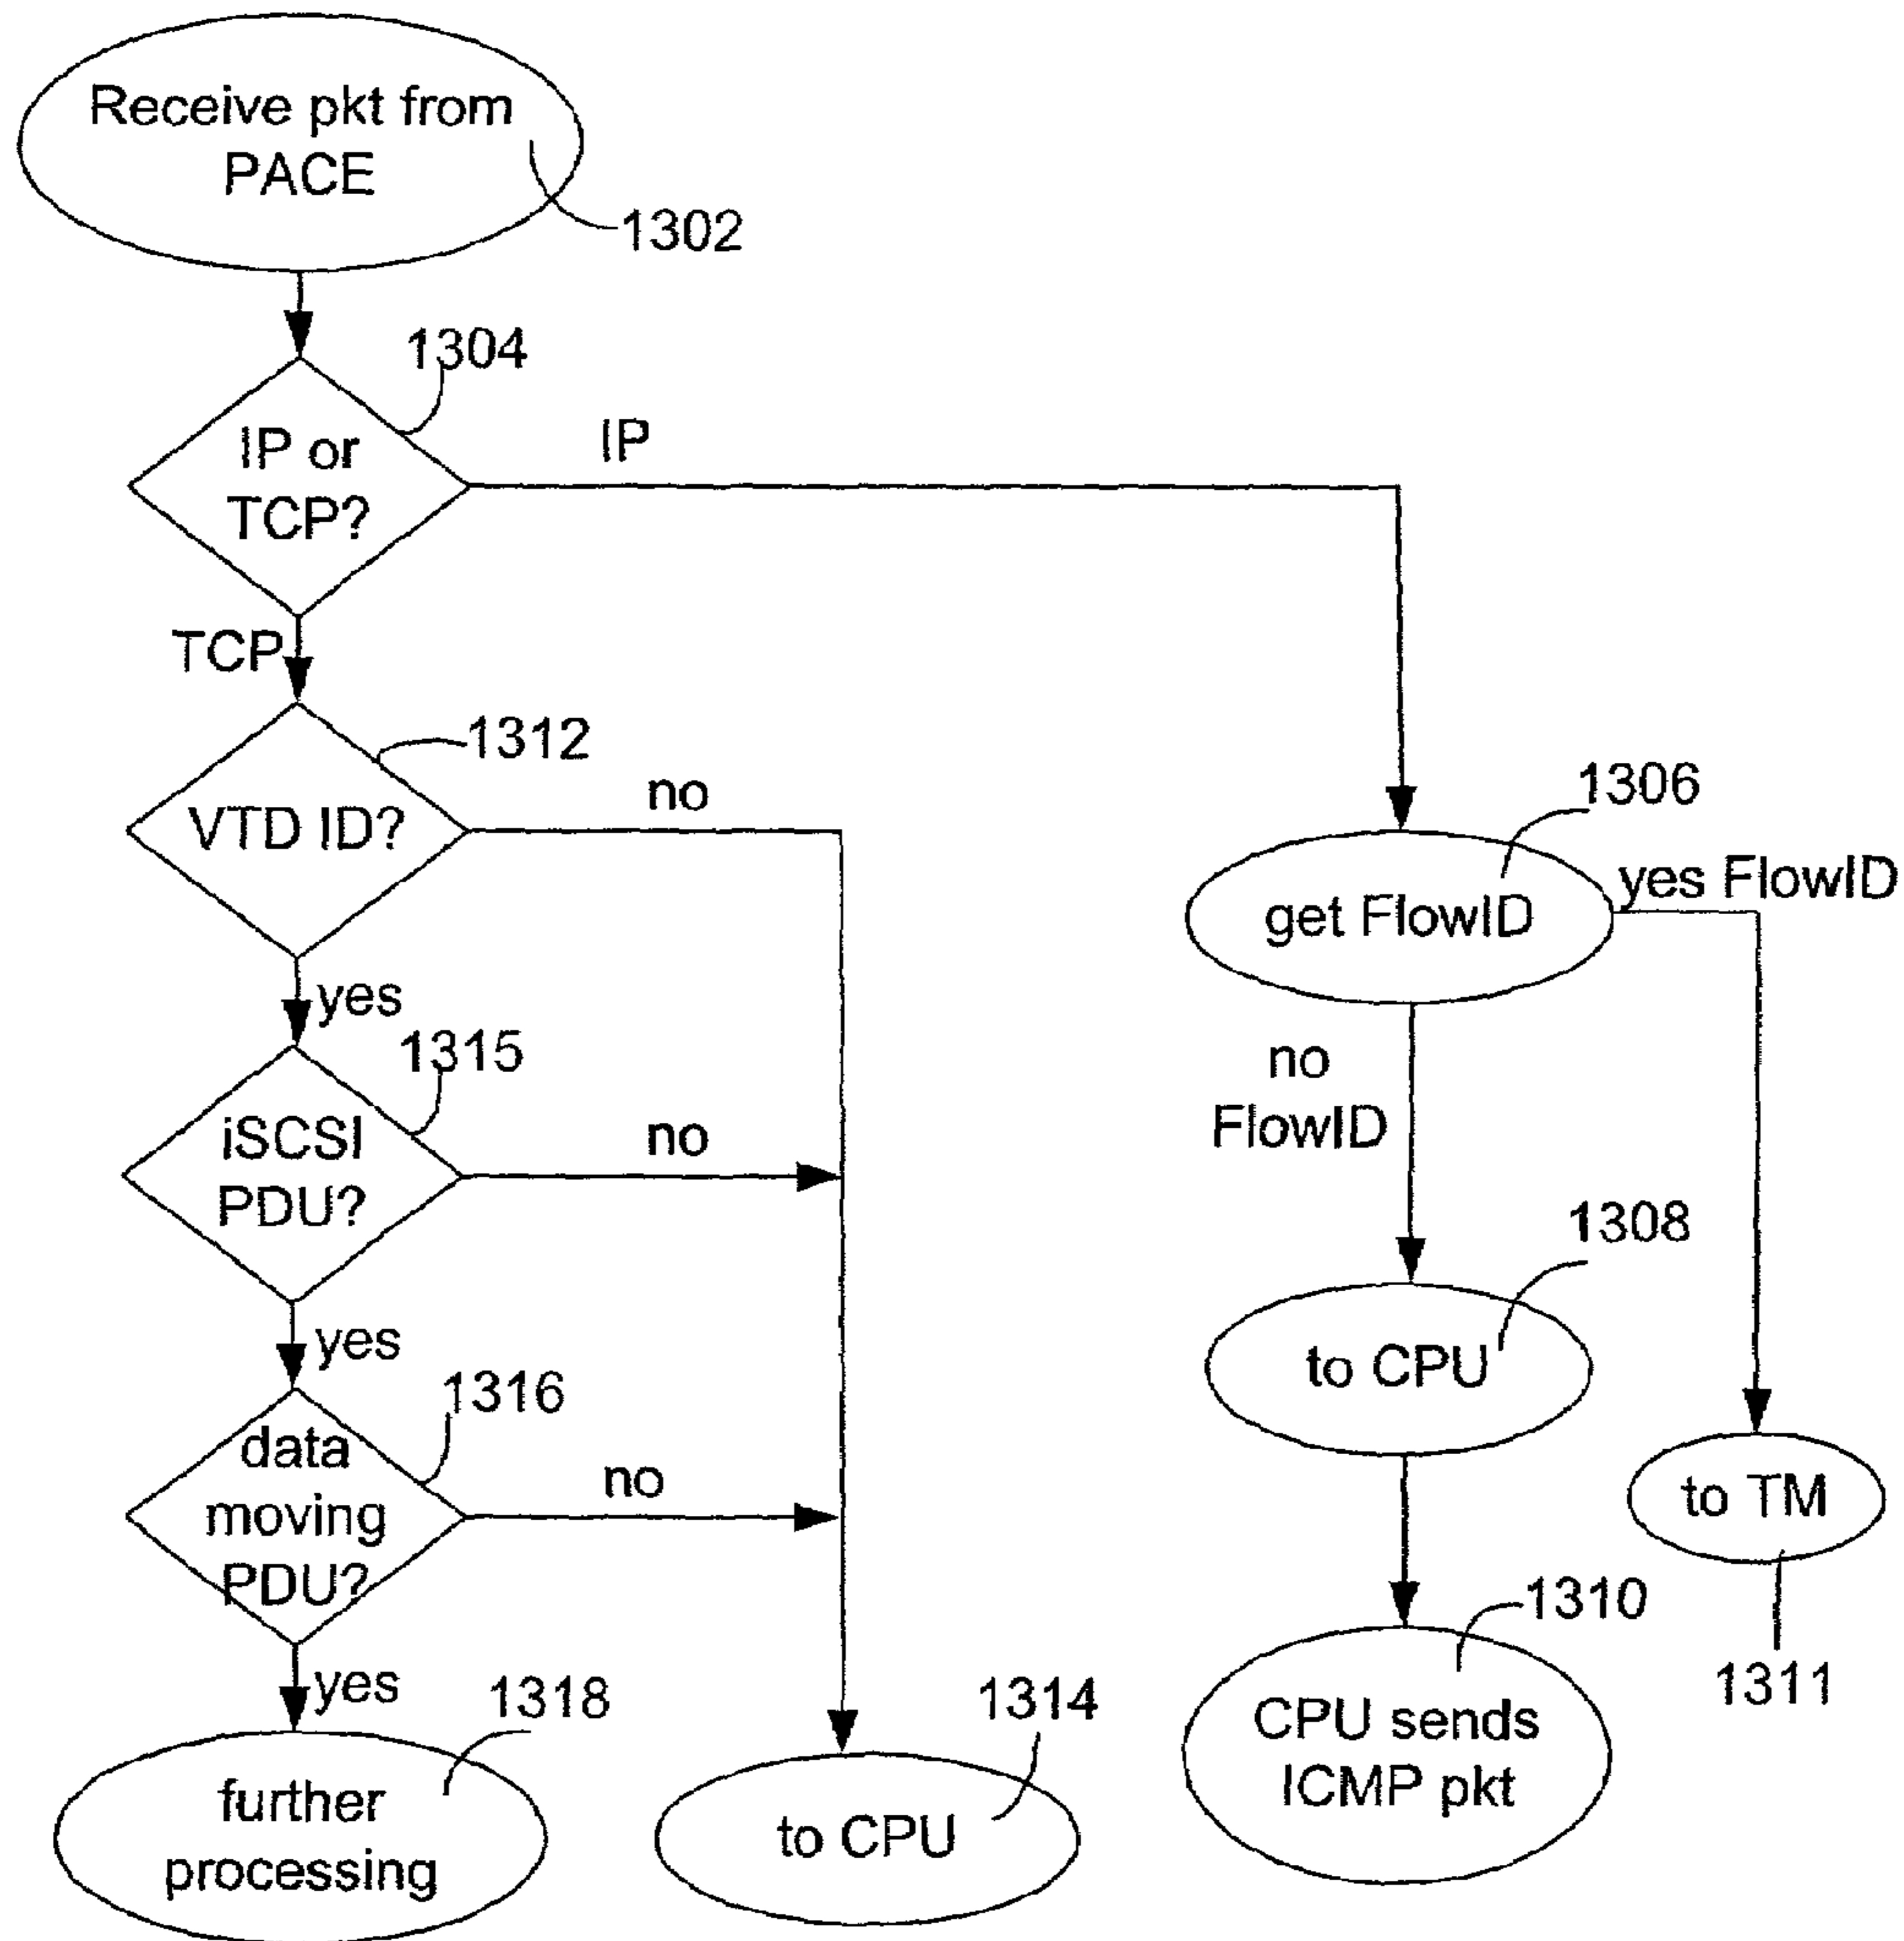 Receive pkt from
PACE
1302
1304
IP or
TCP?
IP
TCP
1312
VTD ID?
no
1306
get FlowID
yes FlowID
yes
1315
iSCSI
PDU?
no
no
FlowID
1308
to CPU
yes
1316
data
moving
PDU?
no
to TM
1311
1310
CPU sends
ICMP pkt
yes
1318
further
processing
1314
to CPU